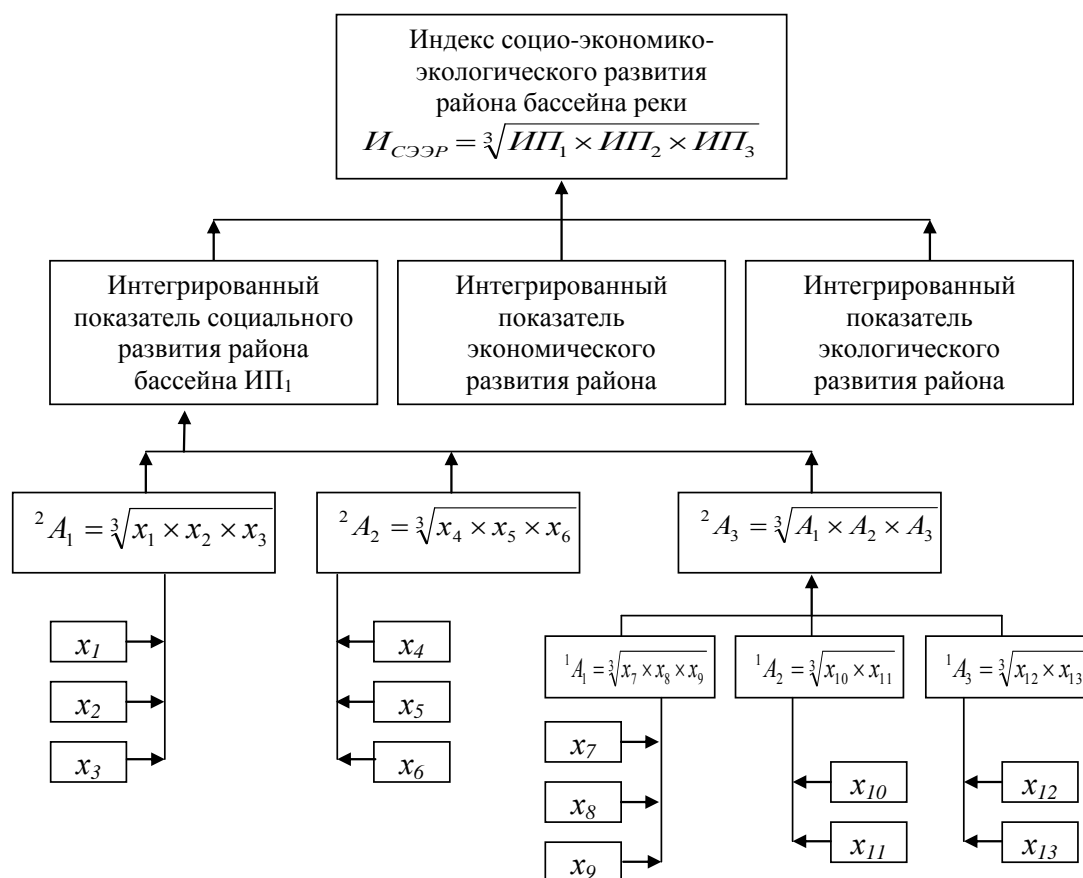 Индекс социо-экономико-
экологического развития
района бассейна реки
И_СЭЭР = ∛(ИП₁ × ИП₂ × ИП₃)
Интегрированный
показатель социального
развития района
бассейна ИП₁
Интегрированный
показатель
экономического
развития района
Интегрированный
показатель
экологического
развития района
²A₁ = ∛(x₁ × x₂ × x₃)
²A₂ = ∛(x₄ × x₅ × x₆)
²A₃ = ∛(A₁ × A₂ × A₃)
x₁
x₂
x₃
x₄
x₅
x₆
¹A₁ = ∛(x₇ × x₈ × x₉)
¹A₂ = ∛(x₁₀ × x₁₁)
¹A₃ = ∛(x₁₂ × x₁₃)
x₇
x₈
x₉
x₁₀
x₁₁
x₁₂
x₁₃